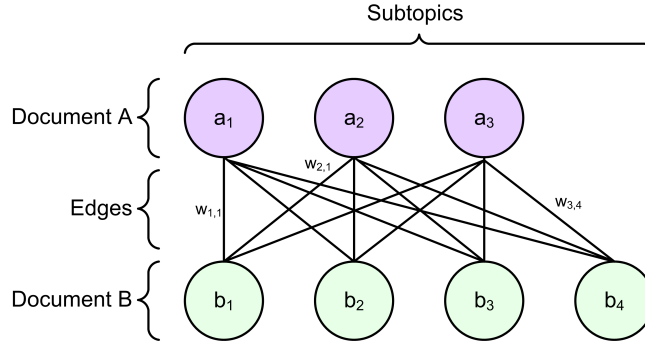 Subtopics
Document A
a1
a2
a3
w2,1
Edges
w1,1
w3,4
Document B
b1
b2
b3
b4